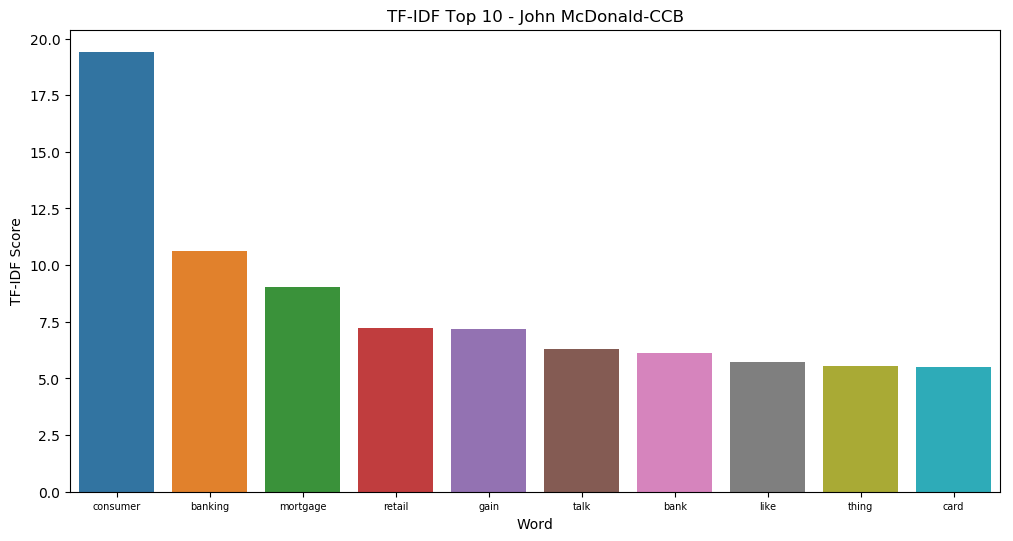 TF-IDF Top 10 - John McDonald-CCB
20.0
17.5
15.0
12.5
10.0
7.5
5.0
2.5
0.0
TF-IDF Score
consumer banking mortgage retail gain talk bank like thing card
Word